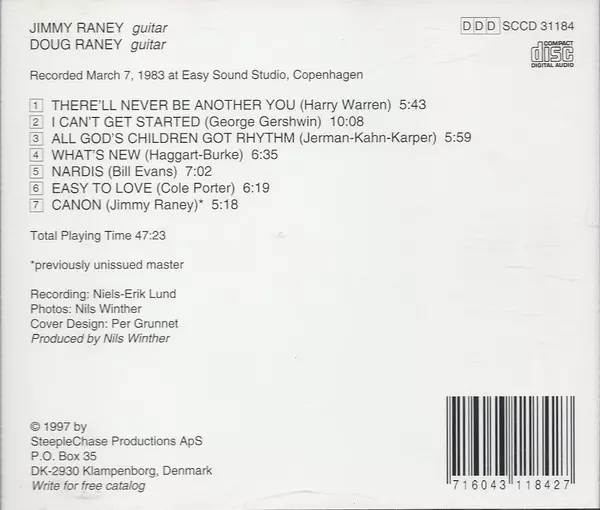 JIMMY RANEY guitar
DOUG RANEY guitar
DDD SCCD 31184
COMPACT
disc
DIGITAL AUDIO
Recorded March 7, 1983 at Easy Sound Studio, Copenhagen
1 THERE'LL NEVER BE ANOTHER YOU (Harry Warren) 5:43
2 I CAN'T GET STARTED (George Gershwin) 10:08
3 ALL GOD'S CHILDREN GOT RHYTHM (Jerman-Kahn-Karper) 5:59
4 WHAT'S NEW (Haggart-Burke) 6:35
5 NARDIS (Bill Evans) 7:02
6 EASY TO LOVE (Cole Porter) 6:19
7 CANON (Jimmy Raney)* 5:18
Total Playing Time 47:23
*previously unissued master
Recording: Niels-Erik Lund
Photos: Nils Winther
Cover Design: Per Grunnet
Produced by Nils Winther
© 1997 by
SteepleChase Productions ApS
P.O. Box 35
DK-2930 Klampenborg, Denmark
Write for free catalog
716043 118427